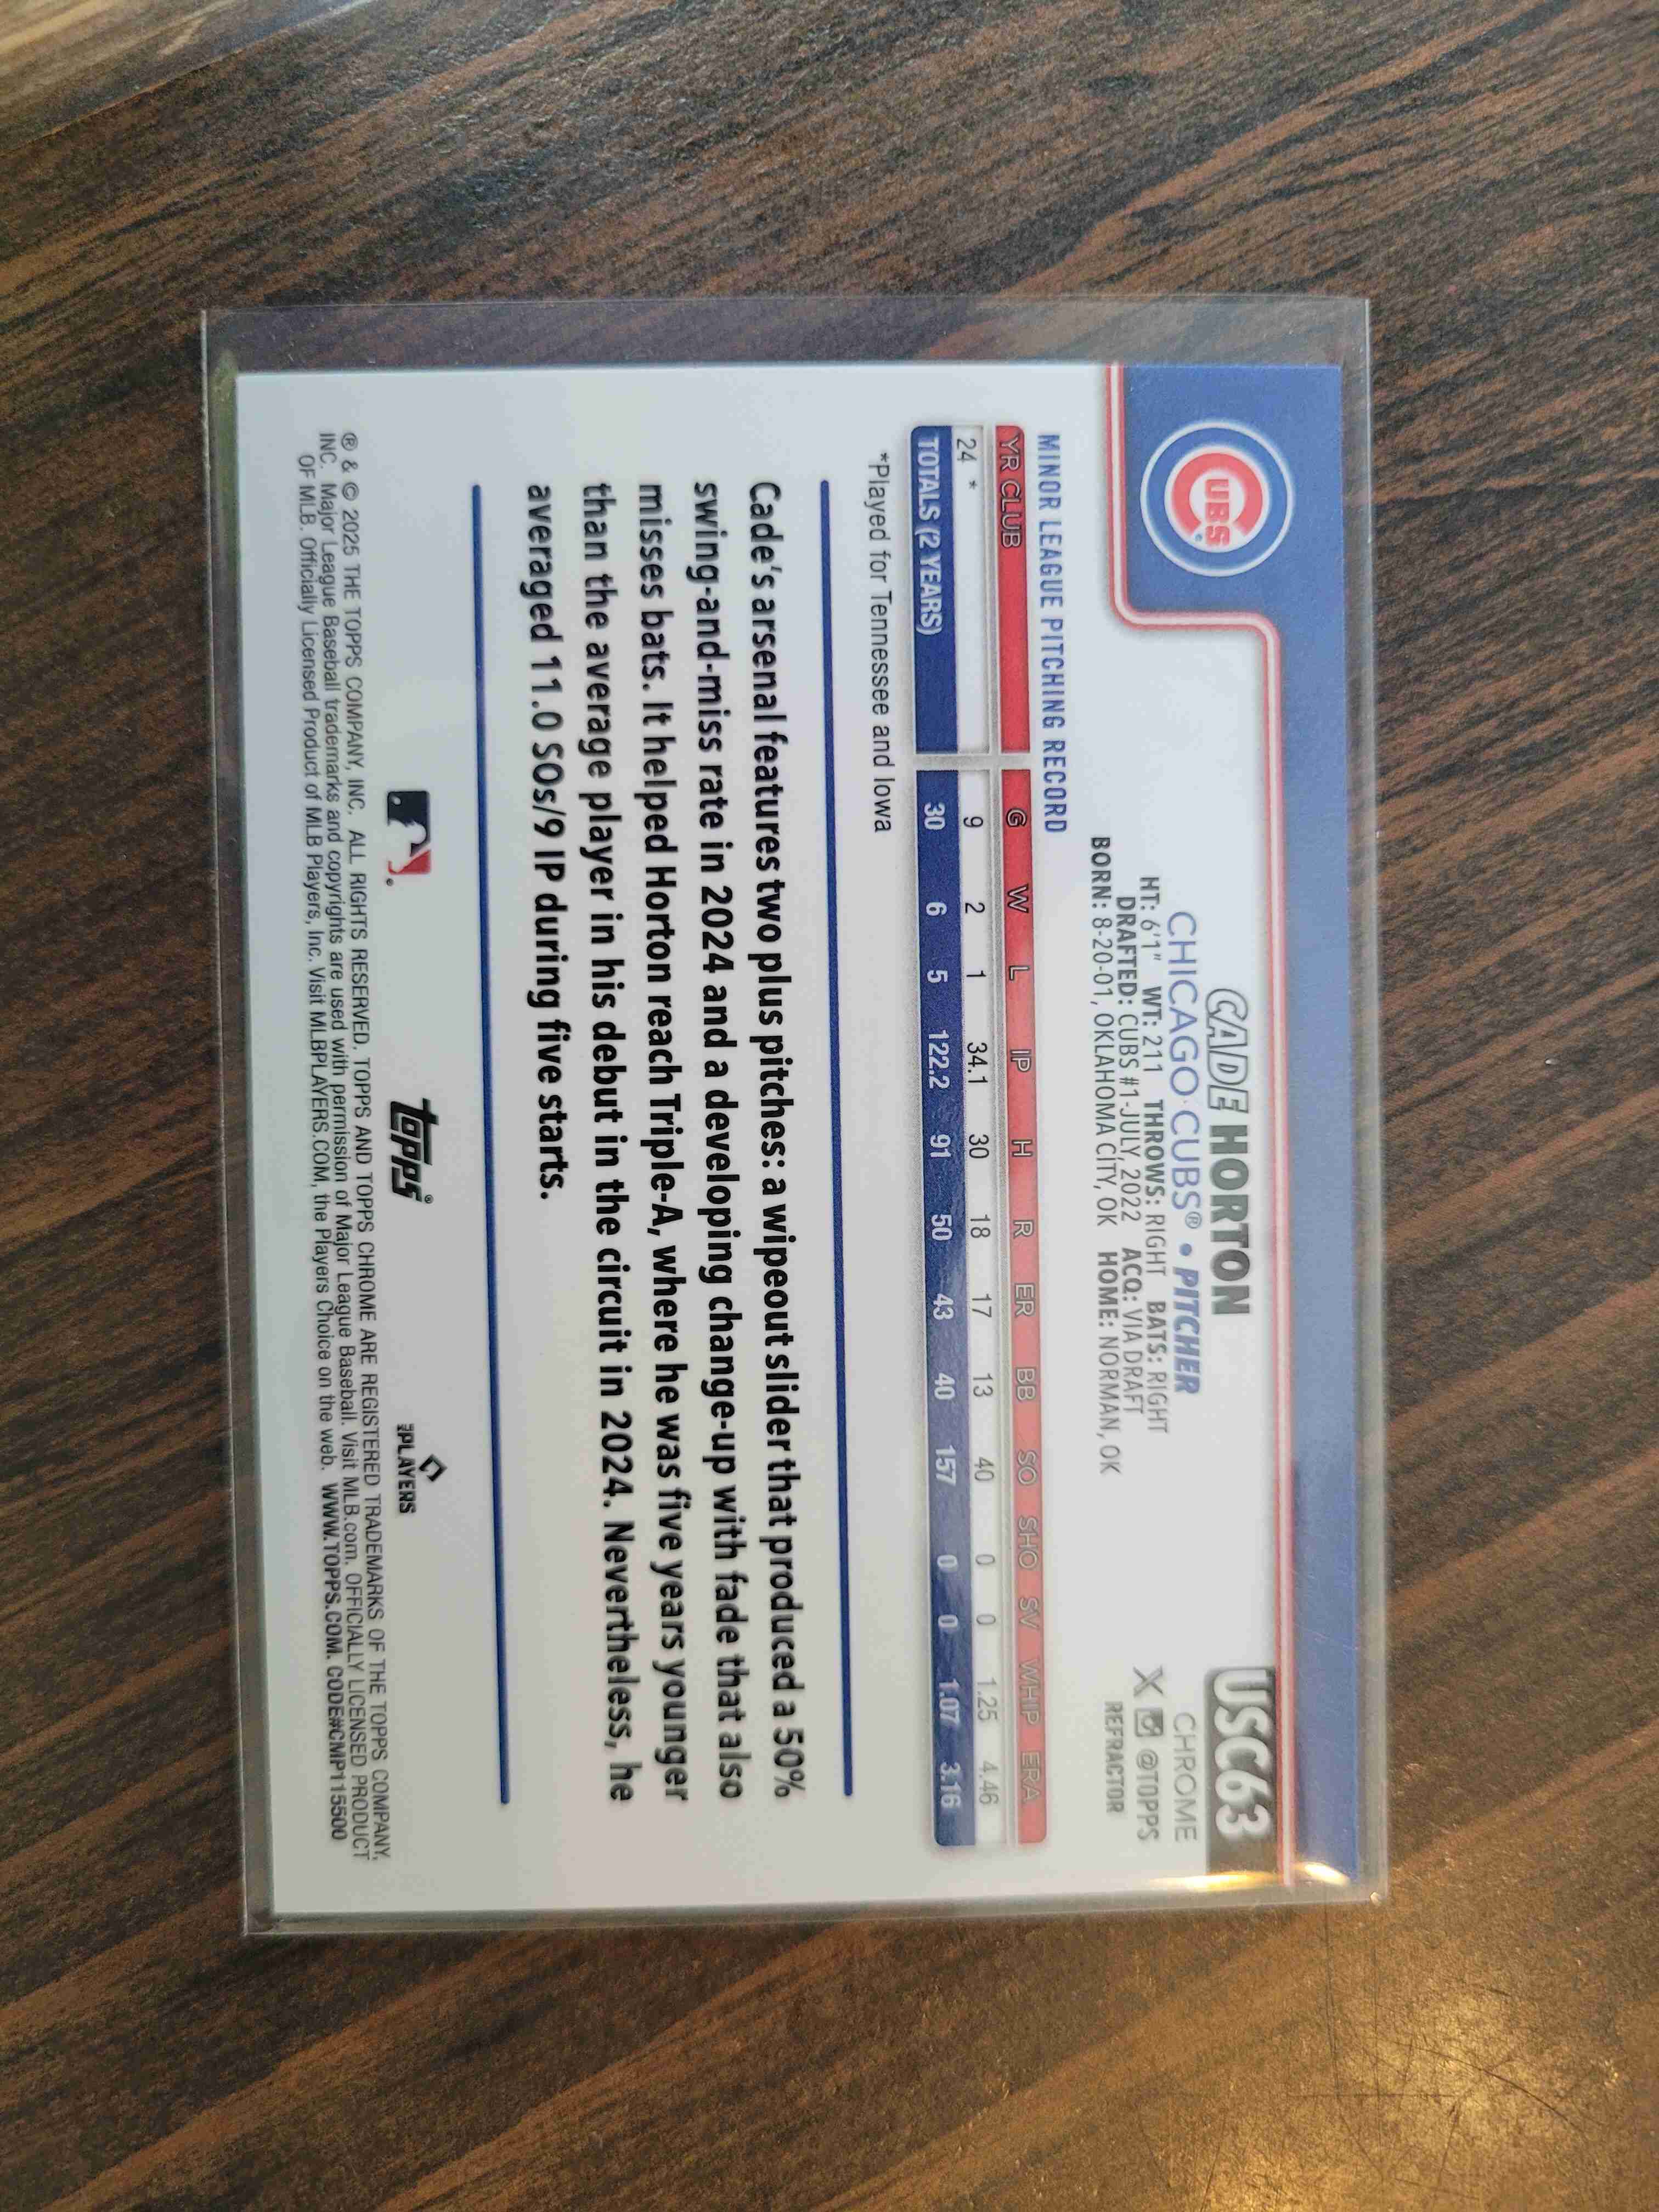 CUBS
USC63
CADE HORTON
CHROME
CHICAGO CUBS® • PITCHER
X @TOPPS
HT: 6'1" WT: 211 THROWS: RIGHT BATS: RIGHT
REFRACTOR
DRAFTED: CUBS #1-JULY, 2022 ACQ: VIA DRAFT
BORN: 8-20-01, OKLAHOMA CITY, OK HOME: NORMAN, OK
MINOR LEAGUE PITCHING RECORD
YR CLUB G W L IP H R ER BB SO SHO SV WHIP ERA
24 * 9 2 1 34.1 30 18 17 13 40 0 0 1.25 4.46
TOTALS (2 YEARS) 30 6 5 122.2 91 50 43 40 157 0 0 1.07 3.16
*Played for Tennessee and Iowa
Cade's arsenal features two plus pitches: a wipeout slider that produced a 50%
swing-and-miss rate in 2024 and a developing change-up with fade that also
misses bats. It helped Horton reach Triple-A, where he was five years younger
than the average player in his debut in the circuit in 2024. Nevertheless, he
averaged 11.0 SOs/9 IP during five starts.
topps®
PLAYERS
® & © 2025 THE TOPPS COMPANY, INC. ALL RIGHTS RESERVED. TOPPS AND TOPPS CHROME ARE REGISTERED TRADEMARKS OF THE TOPPS COMPANY,
INC. Major League Baseball trademarks and copyrights are used with permission of Major League Baseball. Visit MLB.com. OFFICIALLY LICENSED PRODUCT
OF MLB. Officially Licensed Product of MLB Players, Inc. Visit MLBPLAYERS.COM, the Players Choice on the web. WWW.TOPPS.COM. CODE#CMP115500